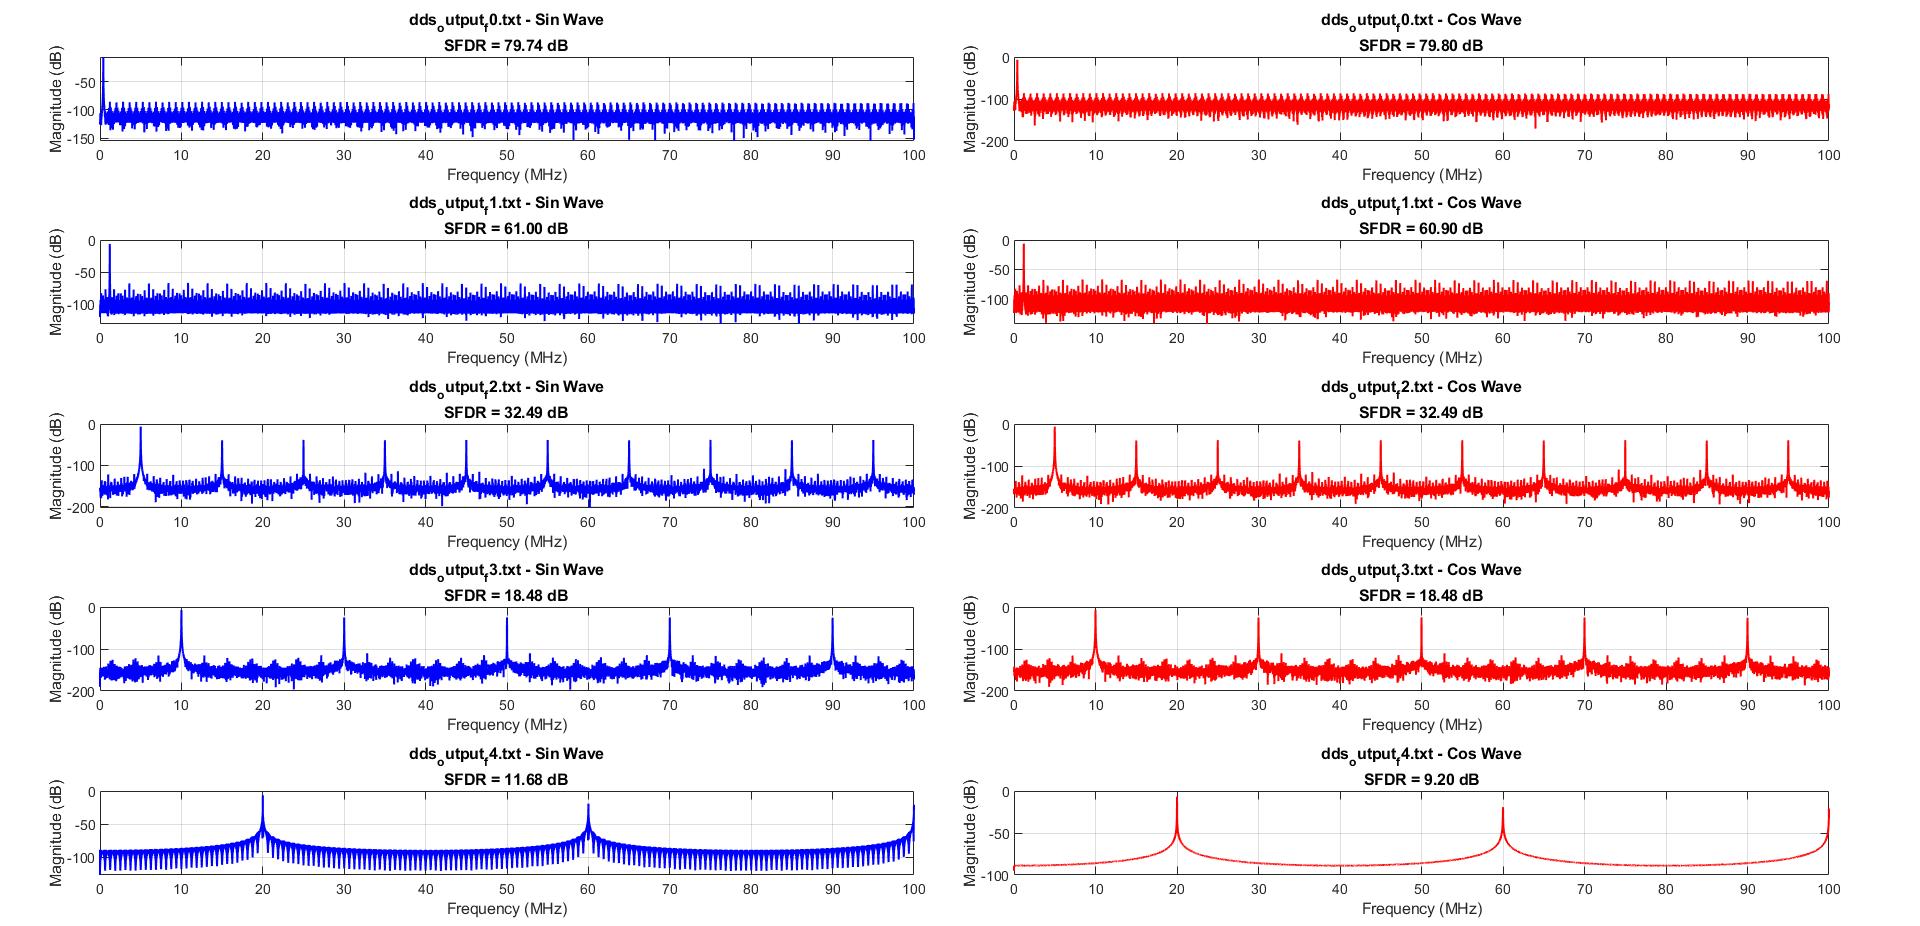 dds_output_f0.txt - Sin Wave
SFDR = 79.74 dB
Magnitude (dB)
-50
-100
-150
0 10 20 30 40 50 60 70 80 90 100
Frequency (MHz)
dds_output_f0.txt - Cos Wave
SFDR = 79.80 dB
Magnitude (dB)
0
-100
-200
0 10 20 30 40 50 60 70 80 90 100
Frequency (MHz)
dds_output_f1.txt - Sin Wave
SFDR = 61.00 dB
Magnitude (dB)
0
-50
-100
0 10 20 30 40 50 60 70 80 90 100
Frequency (MHz)
dds_output_f1.txt - Cos Wave
SFDR = 60.90 dB
Magnitude (dB)
0
-50
-100
0 10 20 30 40 50 60 70 80 90 100
Frequency (MHz)
dds_output_f2.txt - Sin Wave
SFDR = 32.49 dB
Magnitude (dB)
0
-100
-200
0 10 20 30 40 50 60 70 80 90 100
Frequency (MHz)
dds_output_f2.txt - Cos Wave
SFDR = 32.49 dB
Magnitude (dB)
0
-100
-200
0 10 20 30 40 50 60 70 80 90 100
Frequency (MHz)
dds_output_f3.txt - Sin Wave
SFDR = 18.48 dB
Magnitude (dB)
0
-100
-200
0 10 20 30 40 50 60 70 80 90 100
Frequency (MHz)
dds_output_f3.txt - Cos Wave
SFDR = 18.48 dB
Magnitude (dB)
0
-100
-200
0 10 20 30 40 50 60 70 80 90 100
Frequency (MHz)
dds_output_f4.txt - Sin Wave
SFDR = 11.68 dB
Magnitude (dB)
0
-50
-100
0 10 20 30 40 50 60 70 80 90 100
Frequency (MHz)
dds_output_f4.txt - Cos Wave
SFDR = 9.20 dB
Magnitude (dB)
0
-50
-100
0 10 20 30 40 50 60 70 80 90 100
Frequency (MHz)